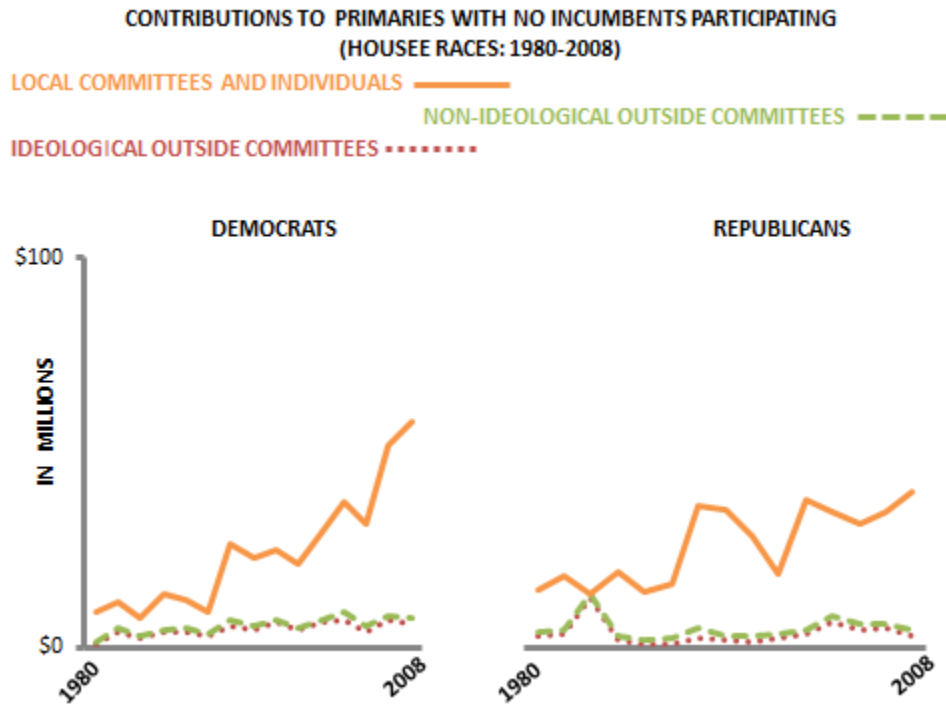 CONTRIBUTIONS TO PRIMARIES WITH NO INCUMBENTS PARTICIPATING
(HOUSEE RACES: 1980-2008)
LOCAL COMMITTEES AND INDIVIDUALS
NON-IDEOLOGICAL OUTSIDE COMMITTEES
IDEOLOGICAL OUTSIDE COMMITTEES
DEMOCRATS
REPUBLICANS
$100
IN MILLIONS
$0
1980
2008
1980
2008